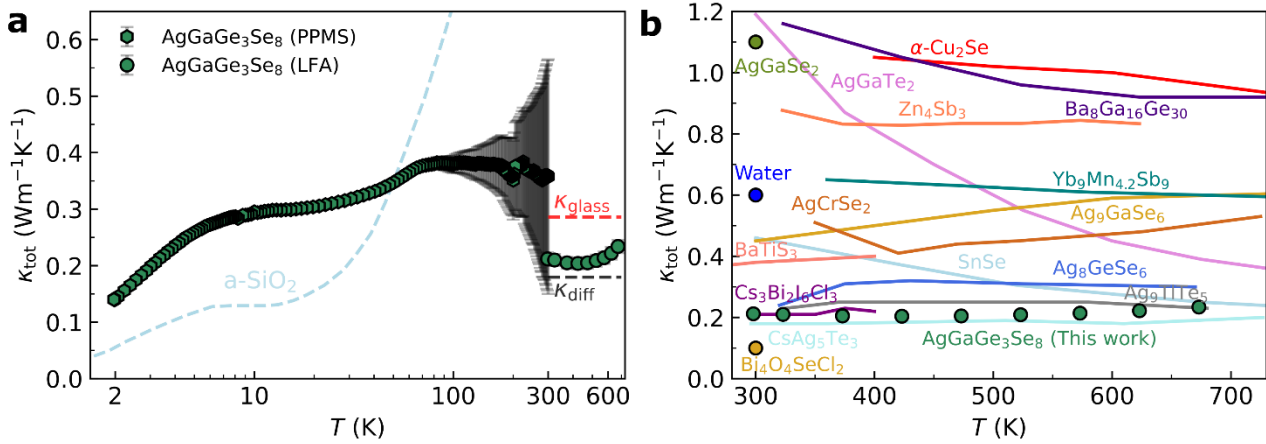 a
0.6
0.5
0.4
0.3
0.2
0.1
0.0
κtot (Wm⁻¹K⁻¹)
AgGaGe₃Se₈ (PPMS)
AgGaGe₃Se₈ (LFA)
a-SiO₂
κglass
κdiff
2 10 30 100 300 600
T (K)
b
1.2
1.0
0.8
0.6
0.4
0.2
0.0
κtot (Wm⁻¹K⁻¹)
α-Cu₂Se
AgGaSe₂
AgGaTe₂
Zn₄Sb₃
Ba₈Ga₁₆Ge₃₀
Water
Yb₉Mn₄.₂Sb₉
AgCrSe₂
Ag₉GaSe₆
BaTiS₃
SnSe
Ag₈GeSe₆
Cs₃Bi₂I₆Cl₃
Ag₉TlTe₅
CsAg₅Te₃
AgGaGe₃Se₈ (This work)
Bi₄O₄SeCl₂
300 400 500 600 700
T (K)